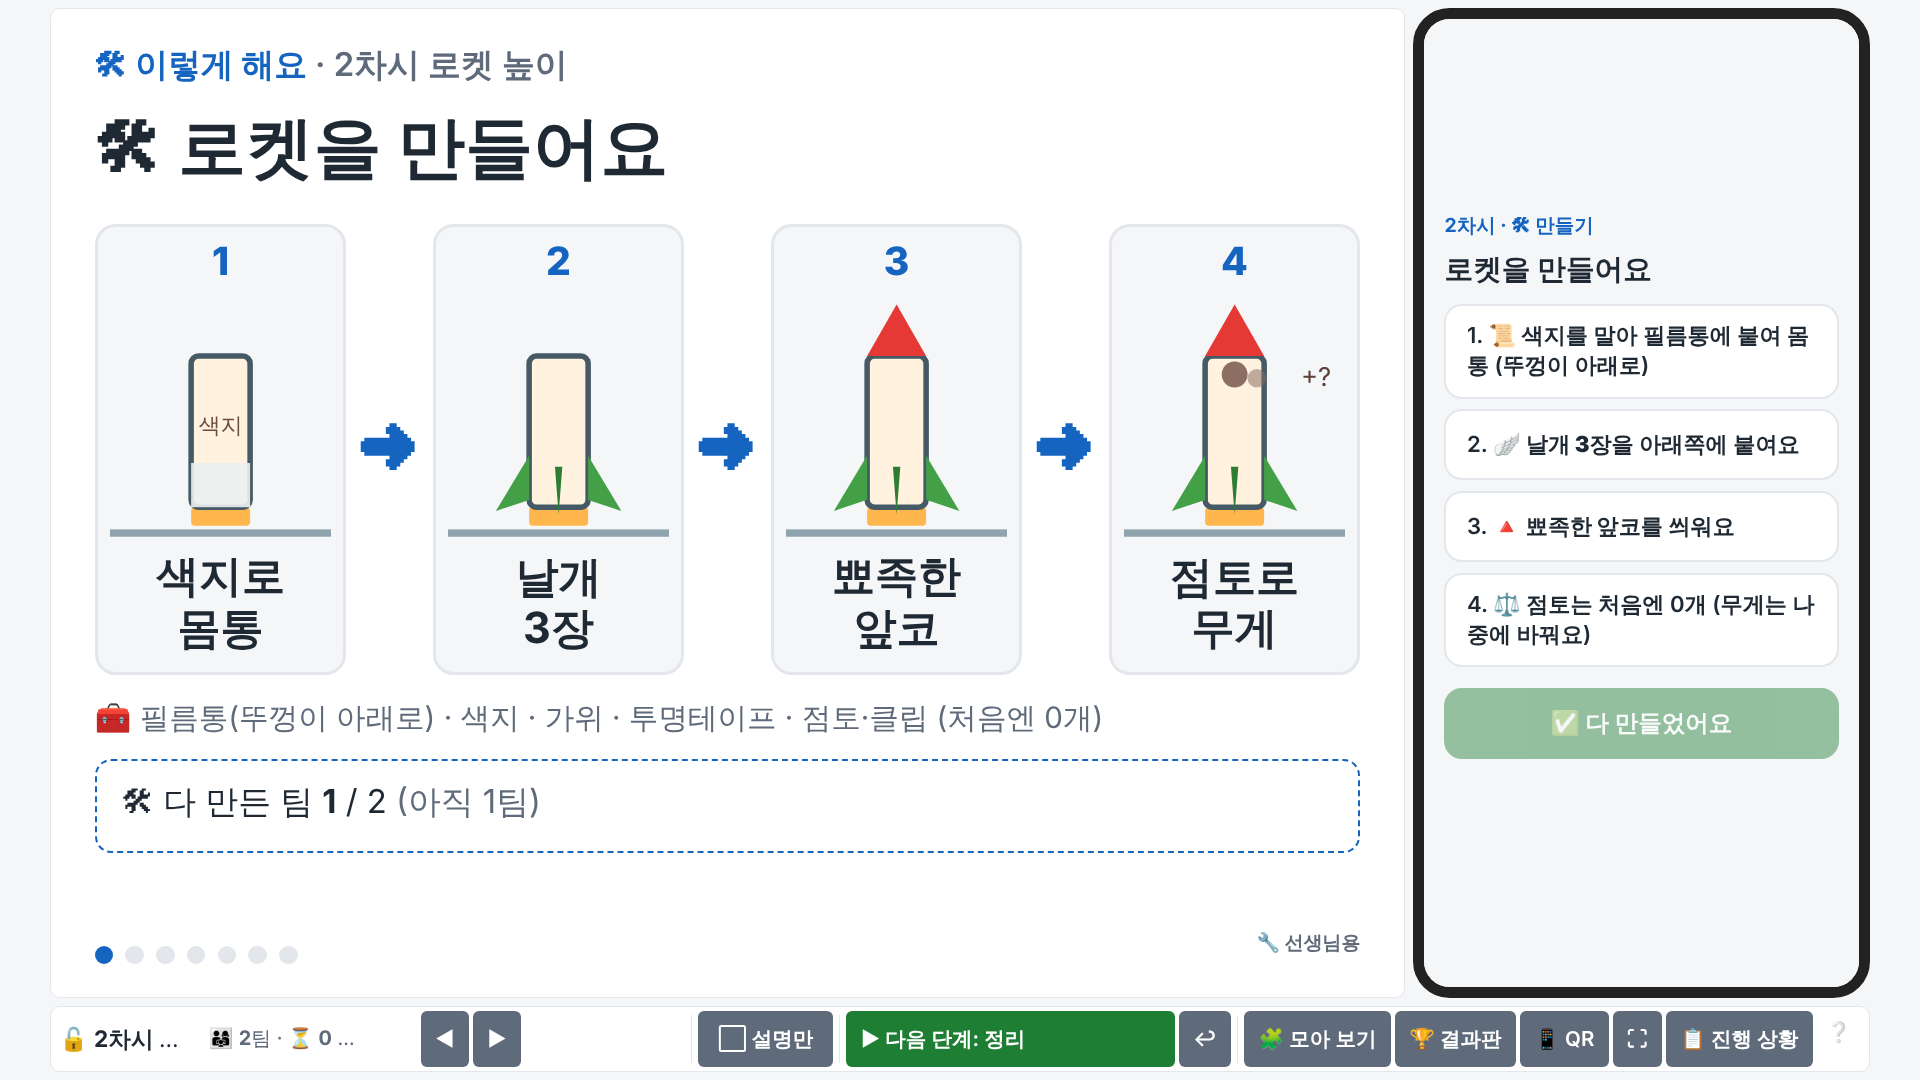 🛠 이렇게 해요 · 2차시 로켓 높이
🛠 로켓을 만들어요
1
색지
색지로
몸통
➜
2
날개
3장
➜
3
뾰족한
앞코
➜
4
+?
점토로
무게
🧰 필름통(뚜껑이 아래로) · 색지 · 가위 · 투명테이프 · 점토·클립 (처음엔 0개)
🛠 다 만든 팀 1 / 2 (아직 1팀)
🔧 선생님용
2차시 · 🛠 만들기
로켓을 만들어요
1. 📜 색지를 말아 필름통에 붙여 몸
통 (뚜껑이 아래로)
2. 🪽 날개 3장을 아래쪽에 붙여요
3. 🔺 뾰족한 앞코를 씌워요
4. ⚖️ 점토는 처음엔 0개 (무게는 나
중에 바꿔요)
✅ 다 만들었어요
🔓 2차시 ...
👨‍👩‍👦 2팀 · ⏳ 0 ...
◀ ▶
설명만
▶ 다음 단계: 정리
↩
🧩 모아 보기
🏆 결과판
📱 QR
⛶
📋 진행 상황
❔